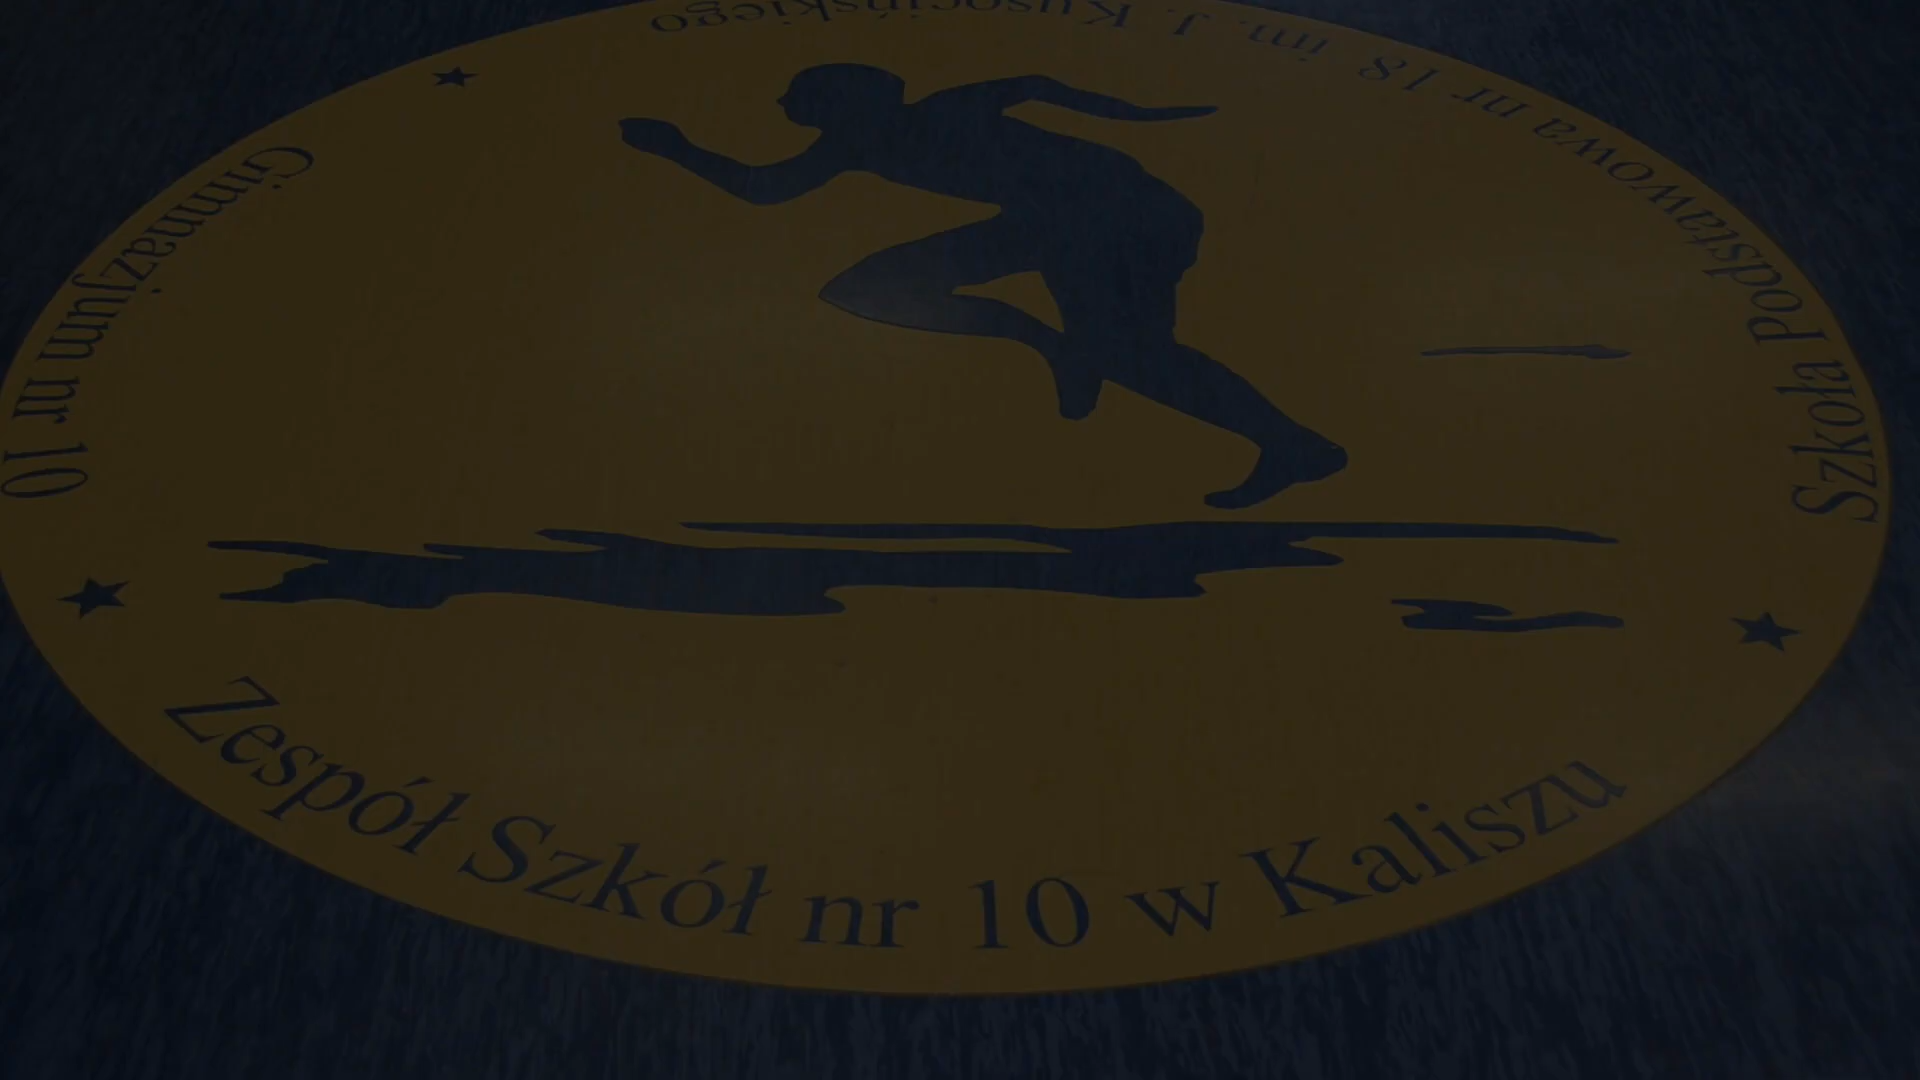 Gimnazjum nr 10
Szkoła Podstawowa nr 18 im. J. Kusocińskiego
Zespół Szkół nr 10 w Kaliszu